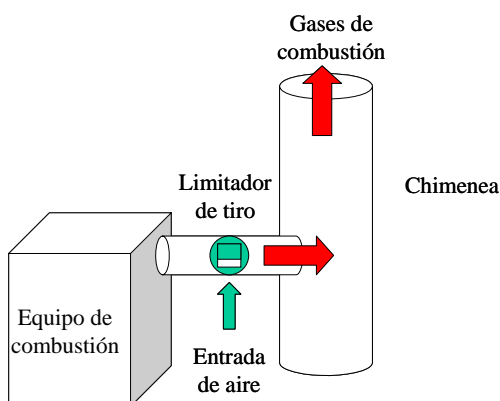 Gases de
combustión
Limitador
de tiro
Chimenea
Equipo de
combustión
Entrada
de aire